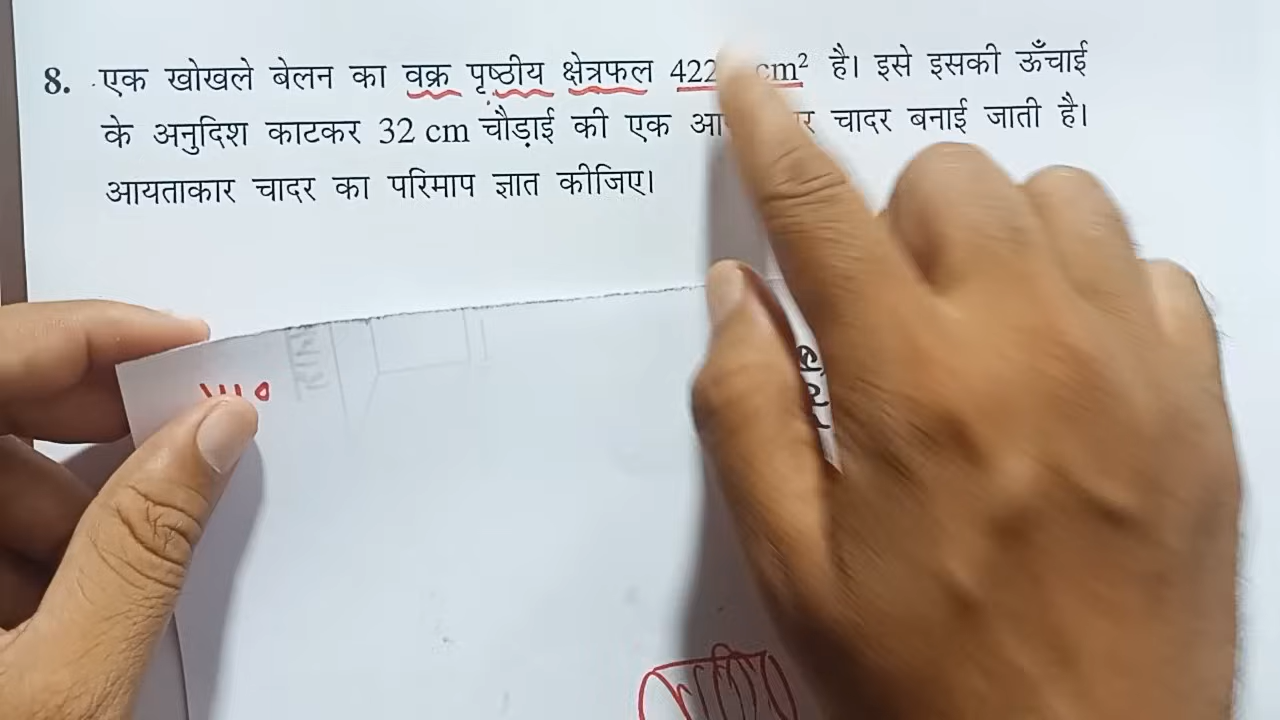 8. एक खोखले बेलन का वक्र पृष्ठीय क्षेत्रफल 422 cm² है। इसे इसकी ऊँचाई
के अनुदिश काटकर 32 cm चौड़ाई की एक चादर बनाई जाती है।
आयताकार चादर का परिमाप ज्ञात कीजिए।